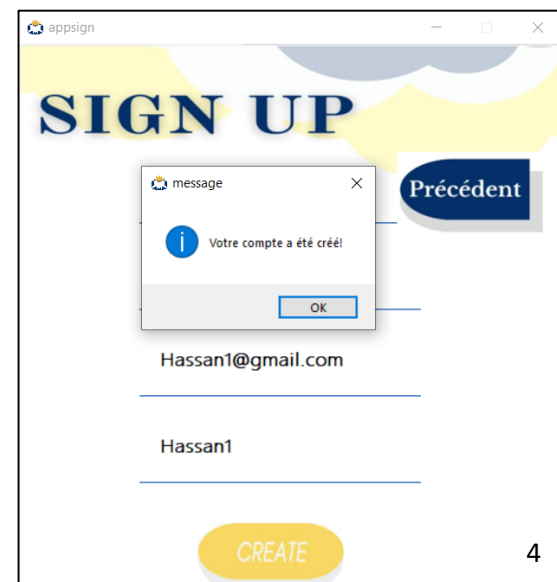 appsign
SIGN UP
Précédent
message
Votre compte a été créé!
OK
Hassan1@gmail.com
Hassan1
CREATE
4